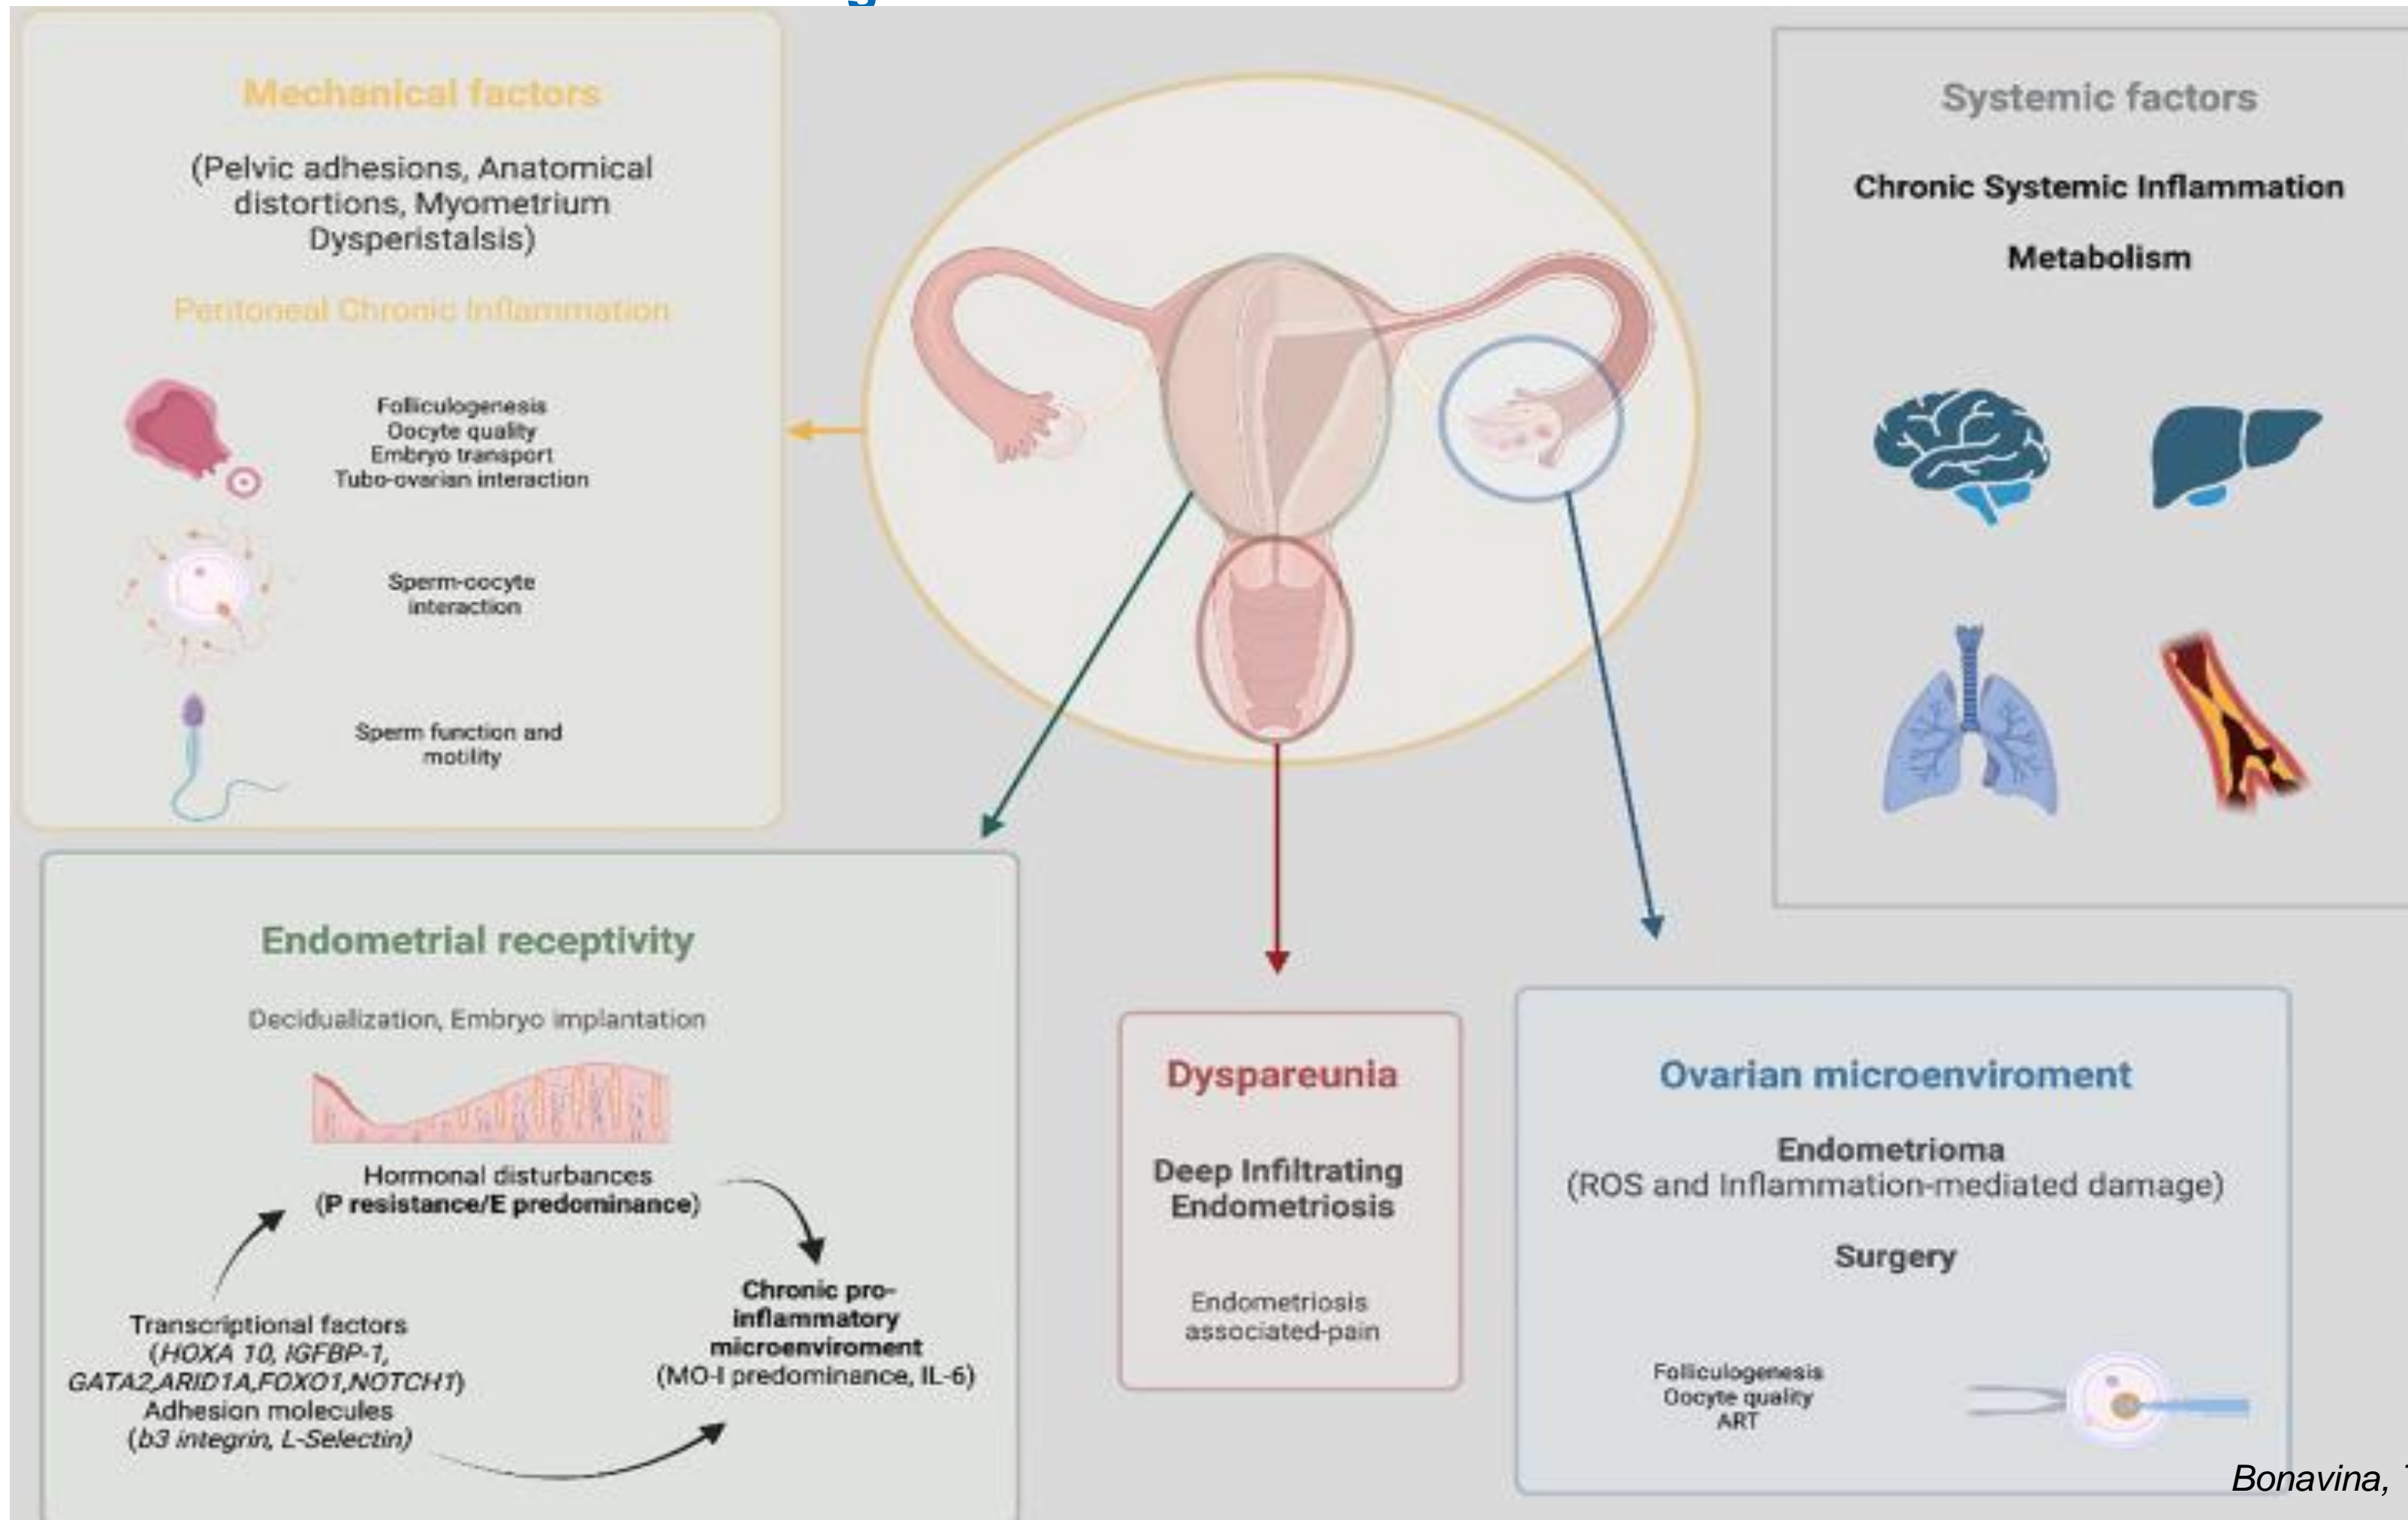 Mechanical factors
(Pelvic adhesions, Anatomical
distortions, Myometrium
Dysperistalsis)
Peritoneal Chronic Inflammation
Folliculogenesis
Oocyte quality
Embryo transport
Tubo-ovarian interaction
Sperm-oocyte
interaction
Sperm function and
motility
Systemic factors
Chronic Systemic Inflammation
Metabolism
Endometrial receptivity
Decidualization, Embryo implantation
Hormonal disturbances
(P resistance/E predominance)
Chronic pro-
inflammatory
microenviroment
(MO-I predominance, IL-6)
Transcriptional factors
(HOXA 10, IGFBP-1,
GATA2,ARID1A,FOXO1,NOTCH1)
Adhesion molecules
(b3 integrin, L-Selectin)
Dyspareunia
Deep Infiltrating
Endometriosis
Endometriosis
associated-pain
Ovarian microenviroment
Endometrioma
(ROS and Inflammation-mediated damage)
Surgery
Folliculogenesis
Oocyte quality
ART
Bonavina,